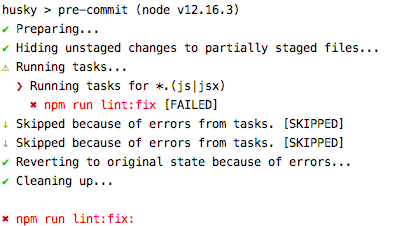 husky > pre-commit (node v12.16.3)
✔ Preparing...
✔ Hiding unstaged changes to partially staged files...
⚠ Running tasks...
❯ Running tasks for *.(js|jsx)
✖ npm run lint:fix [FAILED]
↓ Skipped because of errors from tasks. [SKIPPED]
↓ Skipped because of errors from tasks. [SKIPPED]
✔ Reverting to original state because of errors...
✔ Cleaning up...
✖ npm run lint:fix: